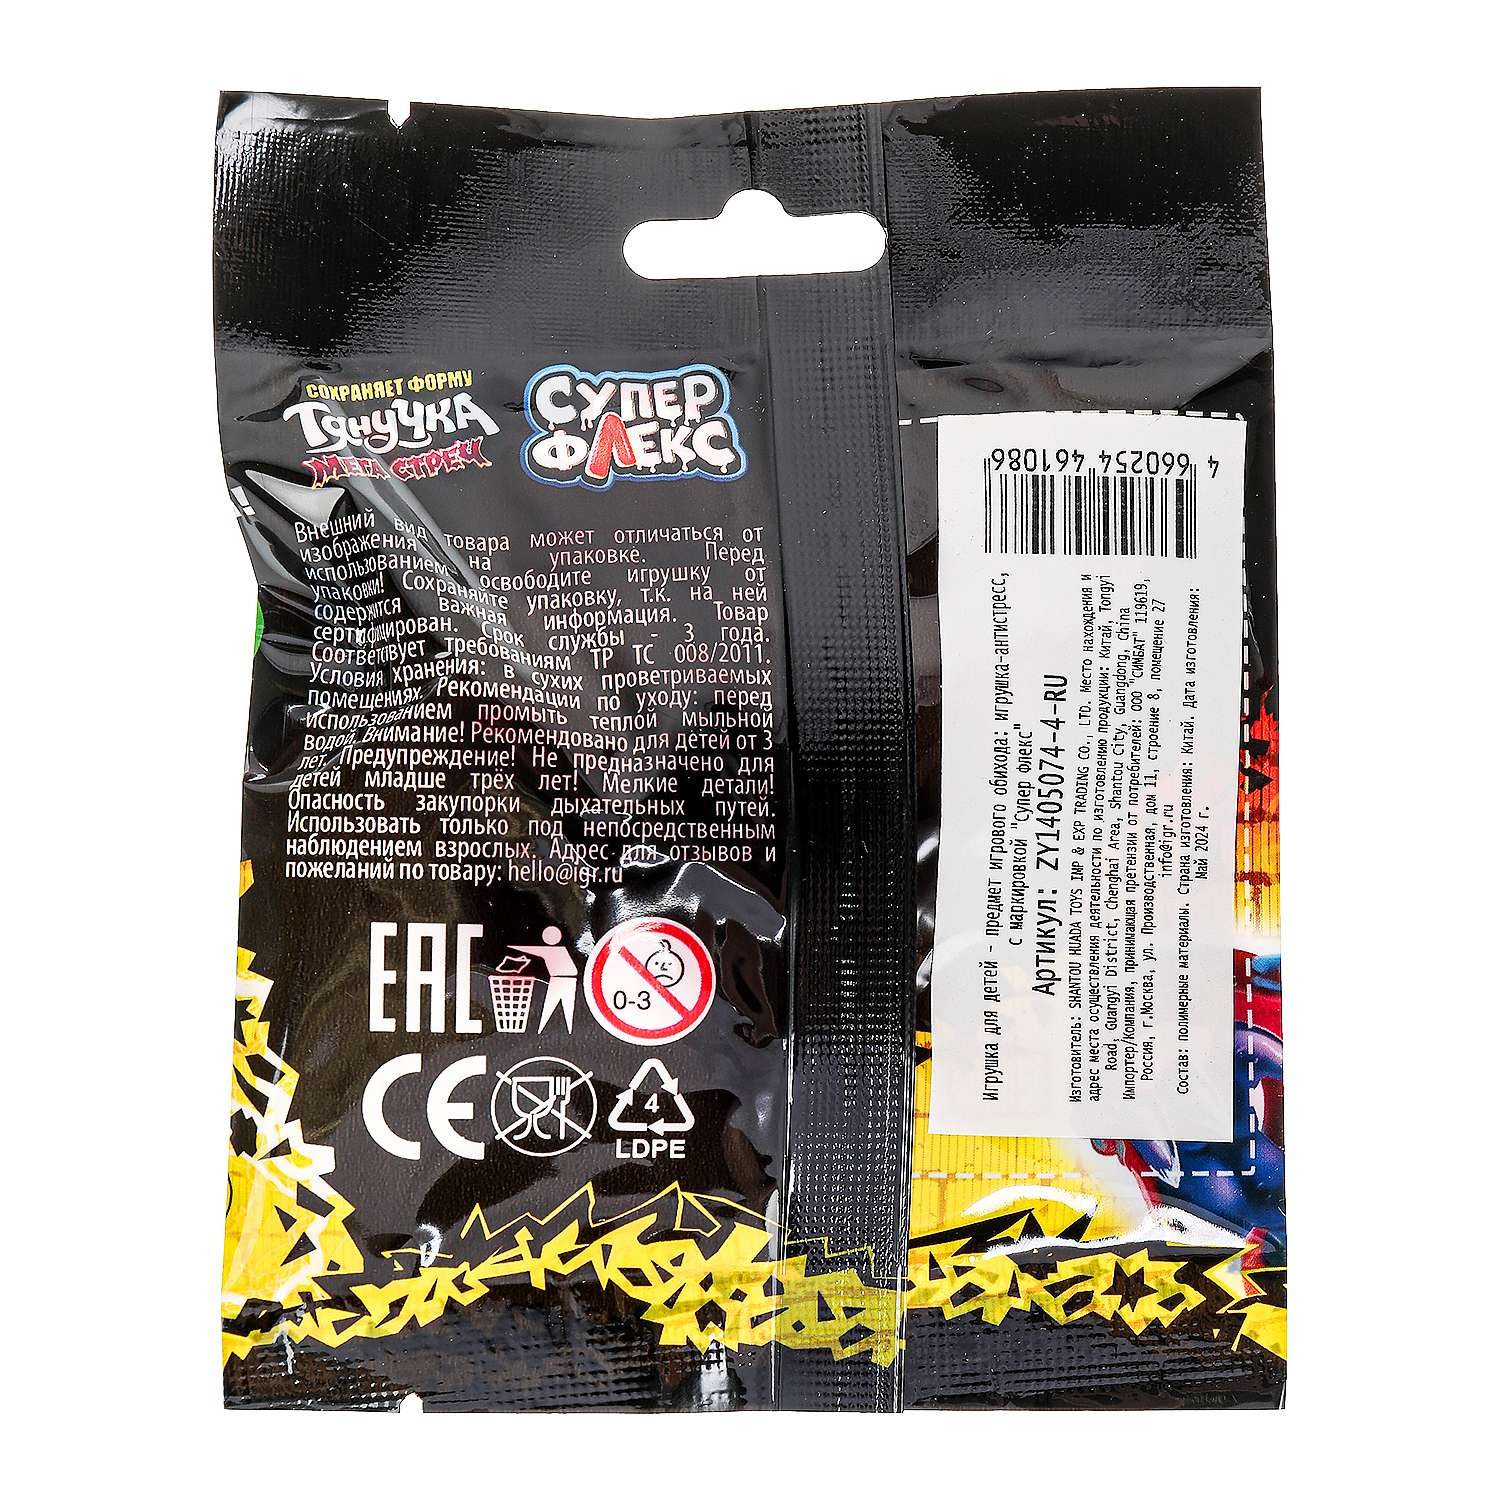 СОХРАНЯЕТ ФОРМУ
ТЯНУЧКА
МЕГА СТРЕЧ
СУПЕР
ФЛЕКС
Внешний вид товара может отличаться от
изображения на упаковке. Перед
использованием освободите игрушку от
упаковки! Сохраняйте упаковку, т.к. на ней
содержится важная информация. Товар
сертифицирован. Срок службы - 3 года.
Соответствует требованиям ТР ТС 008/2011.
Условия хранения: в сухих проветриваемых
помещениях. Рекомендации по уходу: перед
использованием промыть теплой мыльной
водой. Внимание! Рекомендовано для детей от 3
лет. Предупреждение! Не предназначено для
детей младше трёх лет! Мелкие детали!
Опасность закупорки дыхательных путей.
Использовать только под непосредственным
наблюдением взрослых. Адрес для отзывов и
пожеланий по товару: hello@igr.ru
EAC
0-3
CE
4
LDPE
4 660254 461086
Игрушка для детей - предмет игрового обихода: игрушка-антистресс,
с маркировкой "Супер флекс"
Артикул: ZY1405074-4-RU
Изготовитель: SHANTOU HUADA TOYS IMP & EXP TRADING CO., LTD. Место нахождения и
адрес места осуществления деятельности по изготовлению продукции: Китай, Tongyi
Road, Guangyi District, Chenghai Area, Shantou City, Guangdong, China
Импортер/Компания, принимающая претензии от потребителей: ООО "СИМБАТ" 119619,
Россия, г.Москва, ул. Производственная, дом 11, строение 8, помещение 27
info@igr.ru
Состав: полимерные материалы. Страна изготовления: Китай. Дата изготовления:
Май 2024 г.